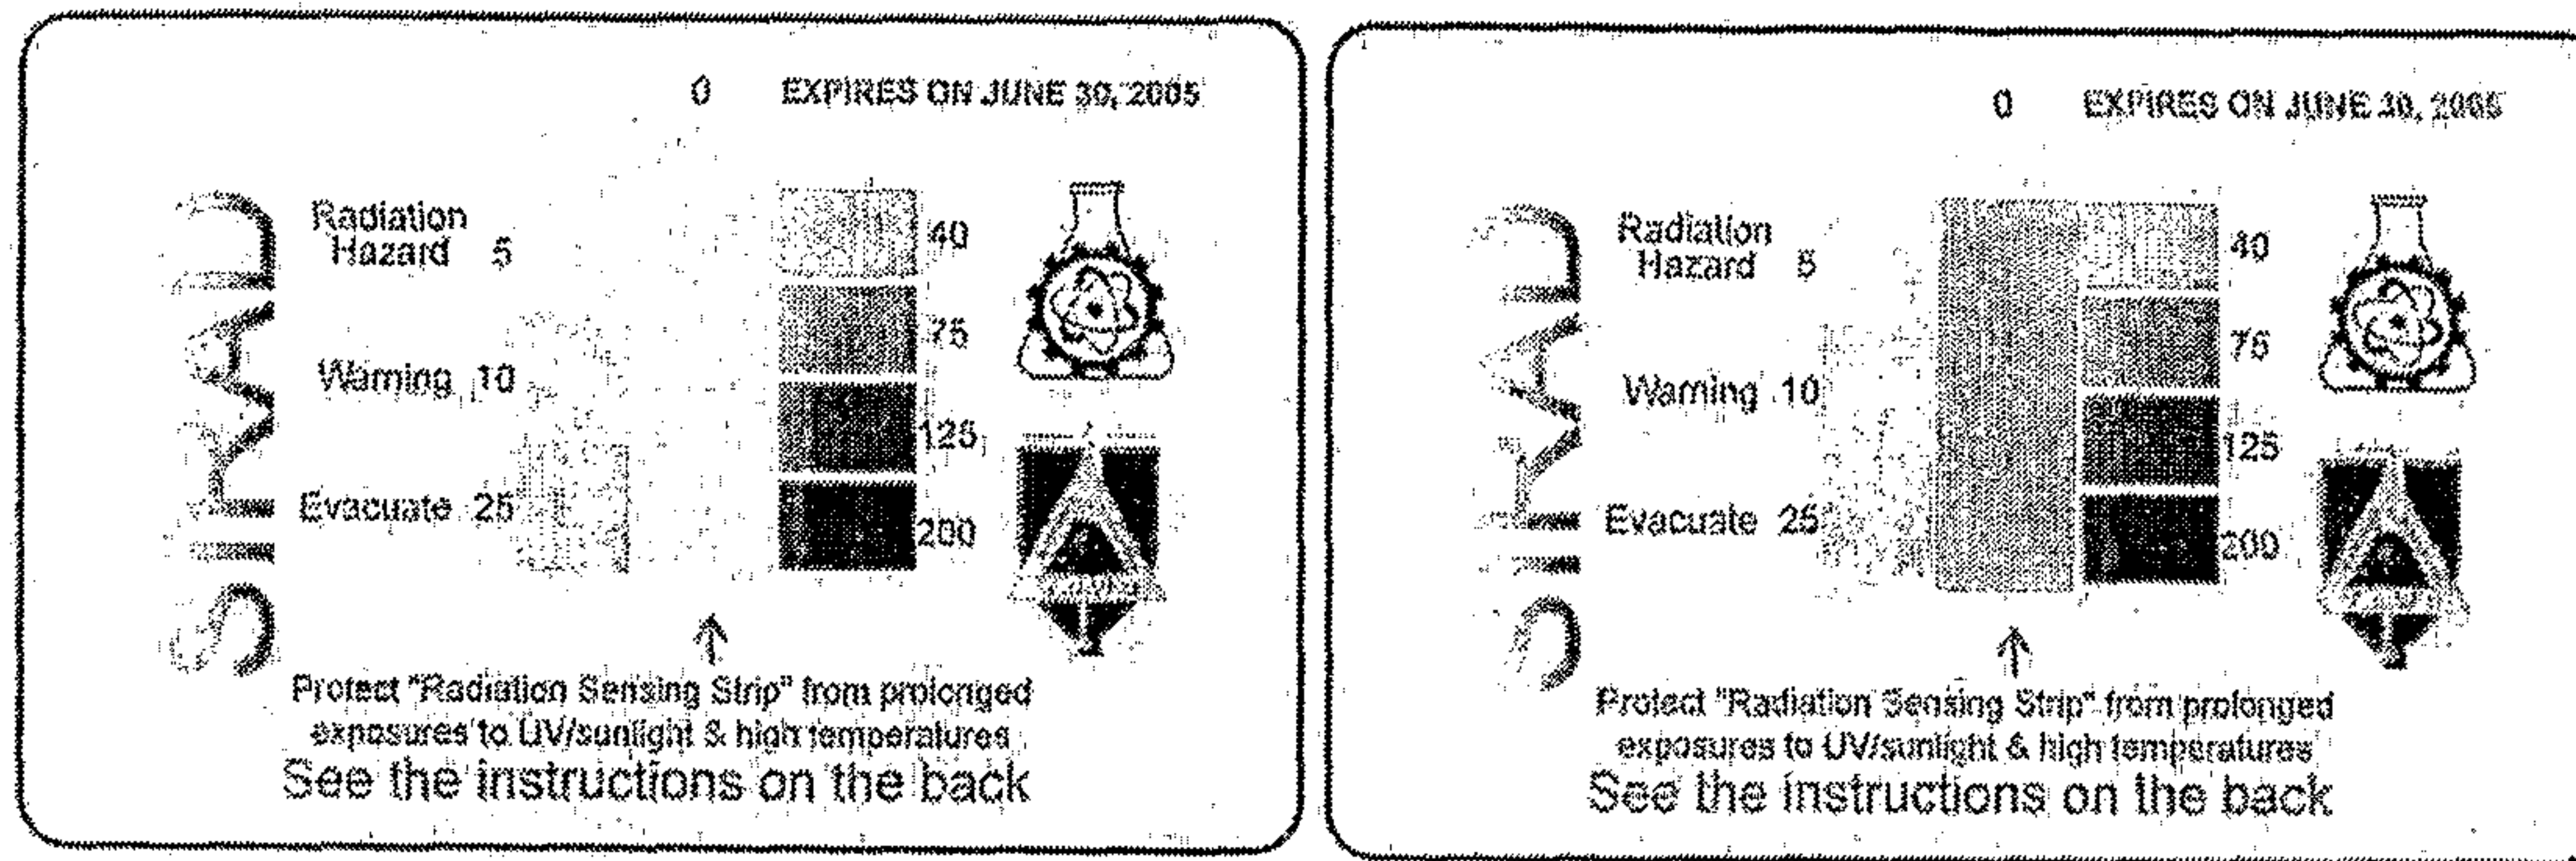 0 EXPIRES ON JUNE 30, 2005
SIRAD
Radiation
Hazard 5
40
75
Warning 10
125
Evacuate 25
200
Protect "Radiation Sensing Strip" from prolonged
exposures to UV/sunlight & high temperatures
See the instructions on the back
0 EXPIRES ON JUNE 30, 2005
SIRAD
Radiation
Hazard 5
40
75
Warning 10
125
Evacuate 25
200
Protect "Radiation Sensing Strip" from prolonged
exposures to UV/sunlight & high temperatures
See the instructions on the back